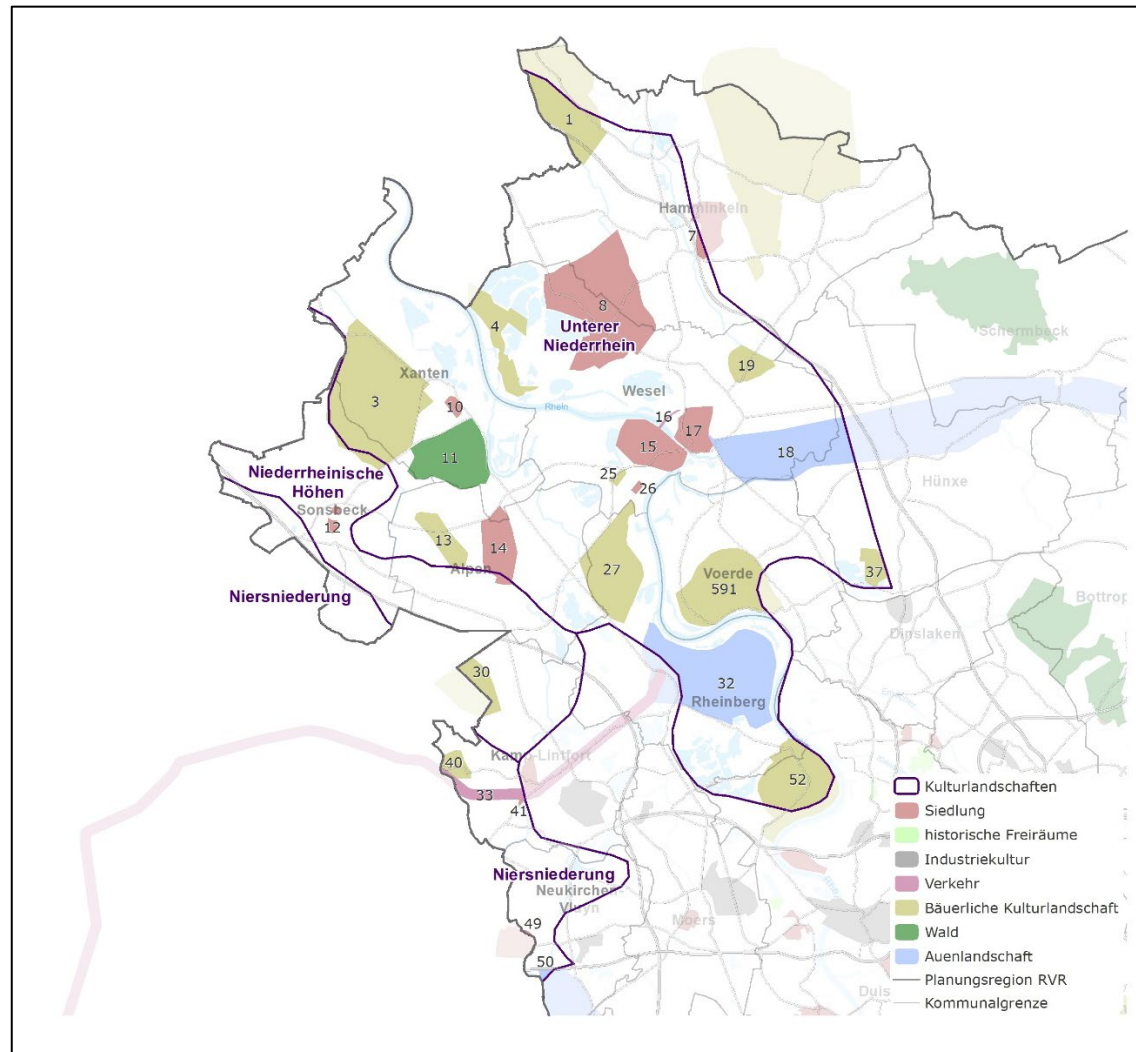 1
Hamminkeln
7
8
Unterer
Niederrhein
4
Schermbeck
Xanten
19
3
Wesel
10
Rhein
16
17
15
11
18
Niederrheinische
Höhen
25
26
Hünxe
Sonsbeck
12
13
14
27
Voerde
591
37
Alpen
Niersniederung
Bottrop
Dinslaken
30
32
Rheinberg
40
Kamp-Lintfort
33
41
52
Niersniederung
Neukirchen-
Vluyn
49
Moers
50
Duis
Kulturlandschaften
Siedlung
historische Freiräume
Industriekultur
Verkehr
Bäuerliche Kulturlandschaft
Wald
Auenlandschaft
Planungsregion RVR
Kommunalgrenze